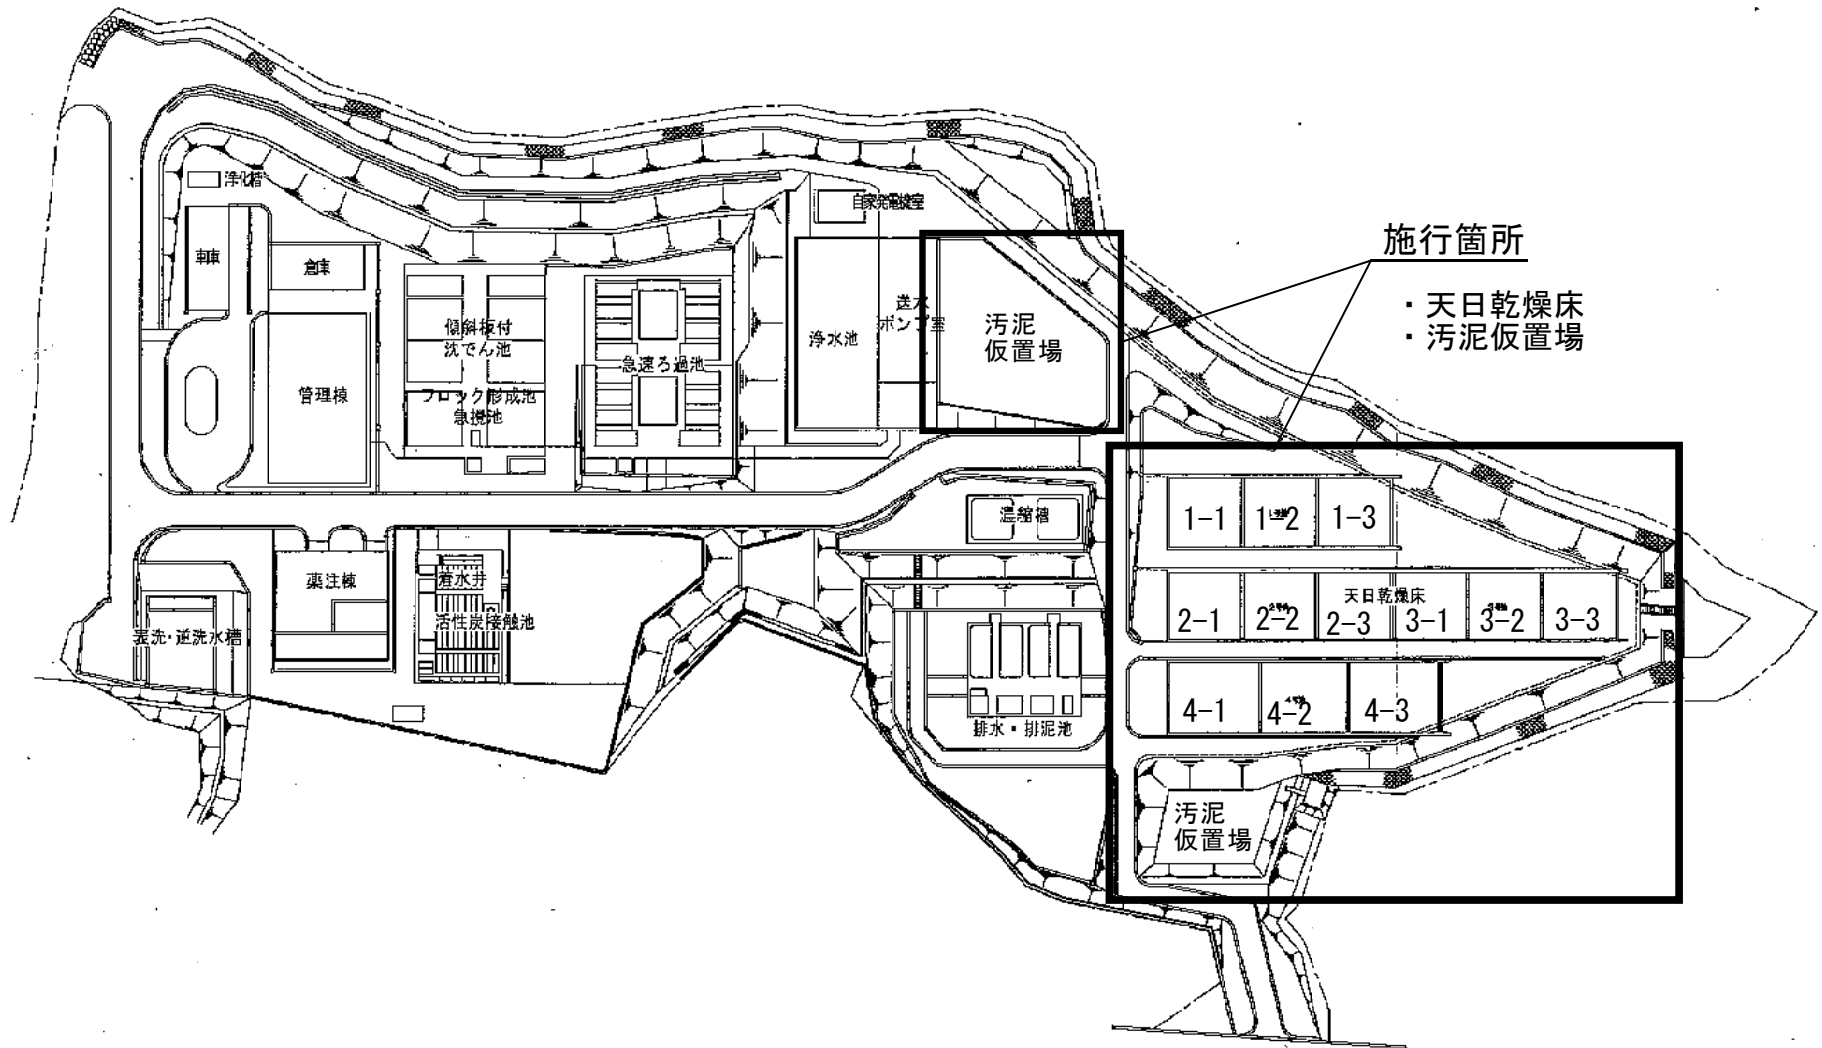 浄化槽
自家発電機室
施行箇所
・天日乾燥床
・汚泥仮置場
車庫
倉庫
送水
ポンプ室
汚泥
仮置場
傾斜板付
沈でん池
浄水池
急速ろ過池
管理棟
フロック形成池
急撹池
濃縮槽
1-1
1-2
1-3
薬注棟
着水井
活性炭接触池
表洗・逆洗水槽
天日乾燥床
2-1
2-2
2-3
3-1
3-2
3-3
4-1
4-2
4-3
排水・排泥池
汚泥
仮置場